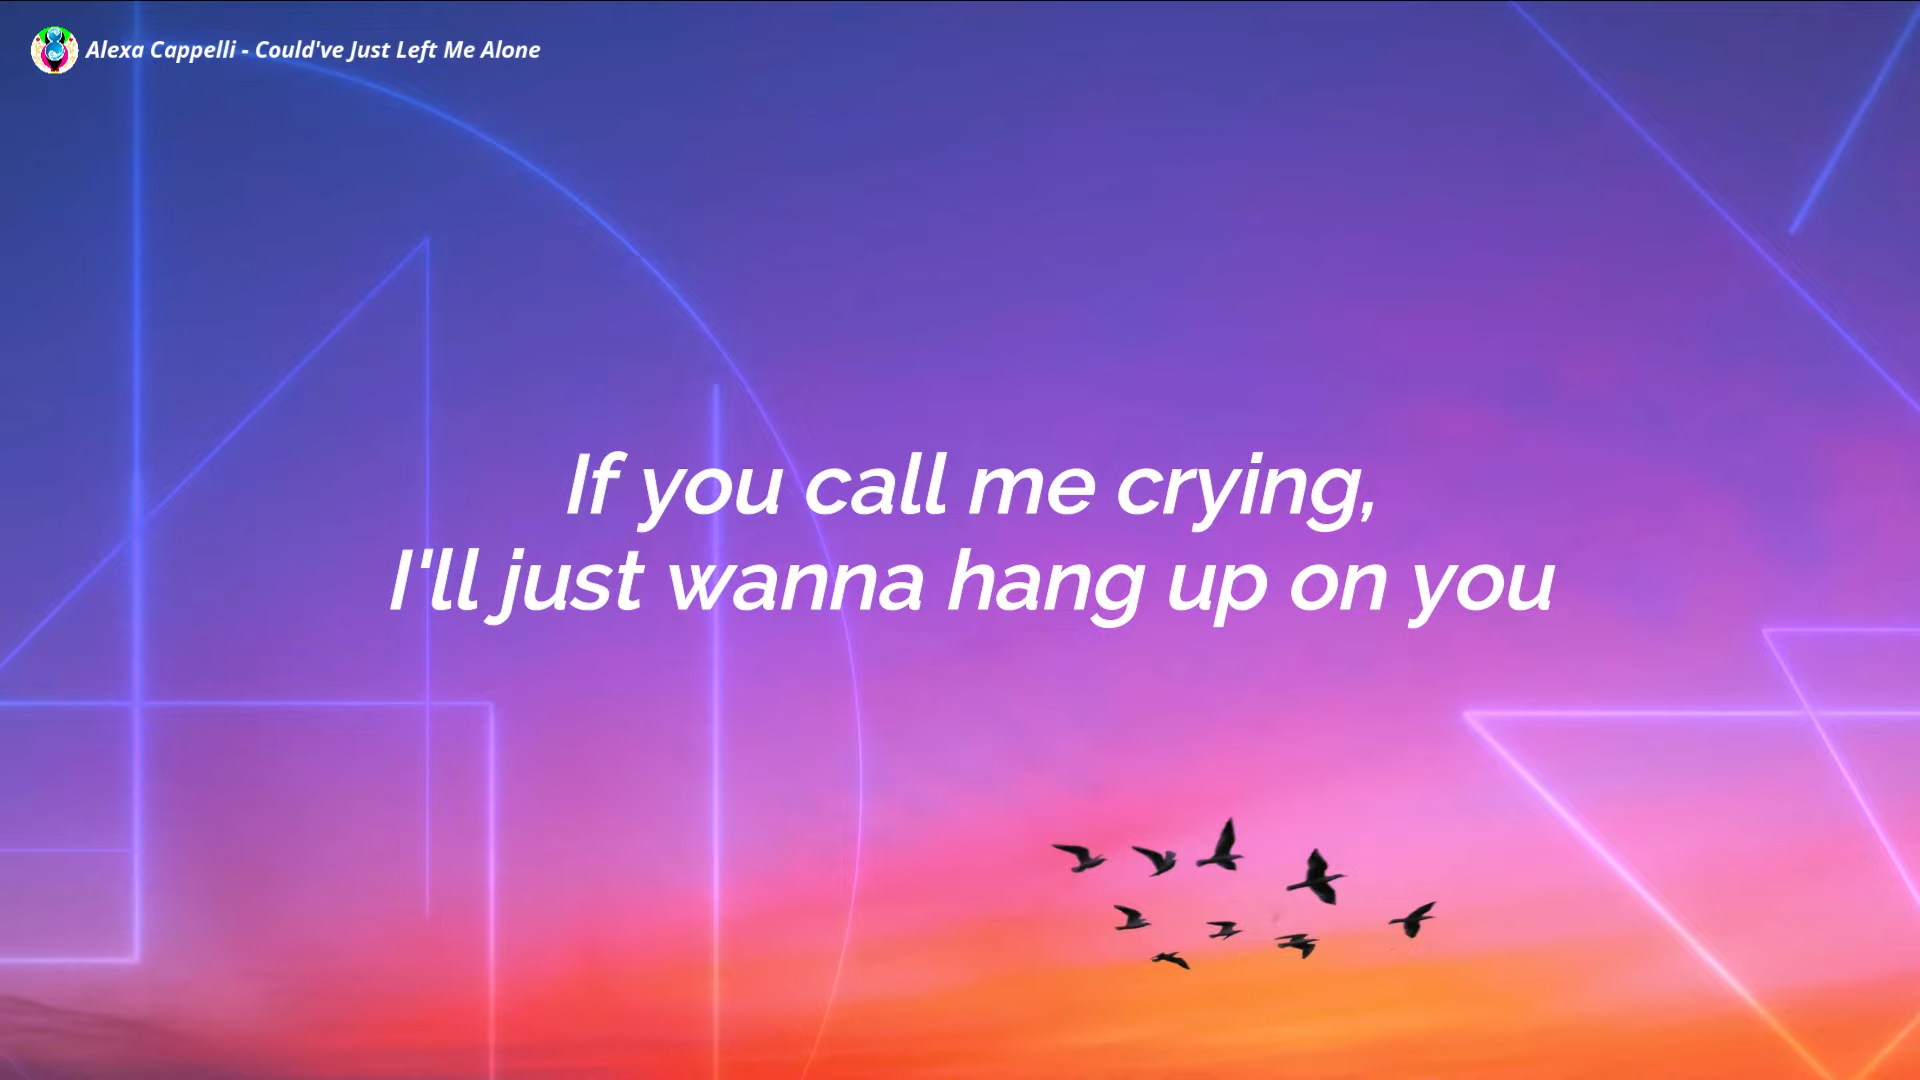 Alexa Cappelli - Could've Just Left Me Alone
If you call me crying,
I'll just wanna hang up on you